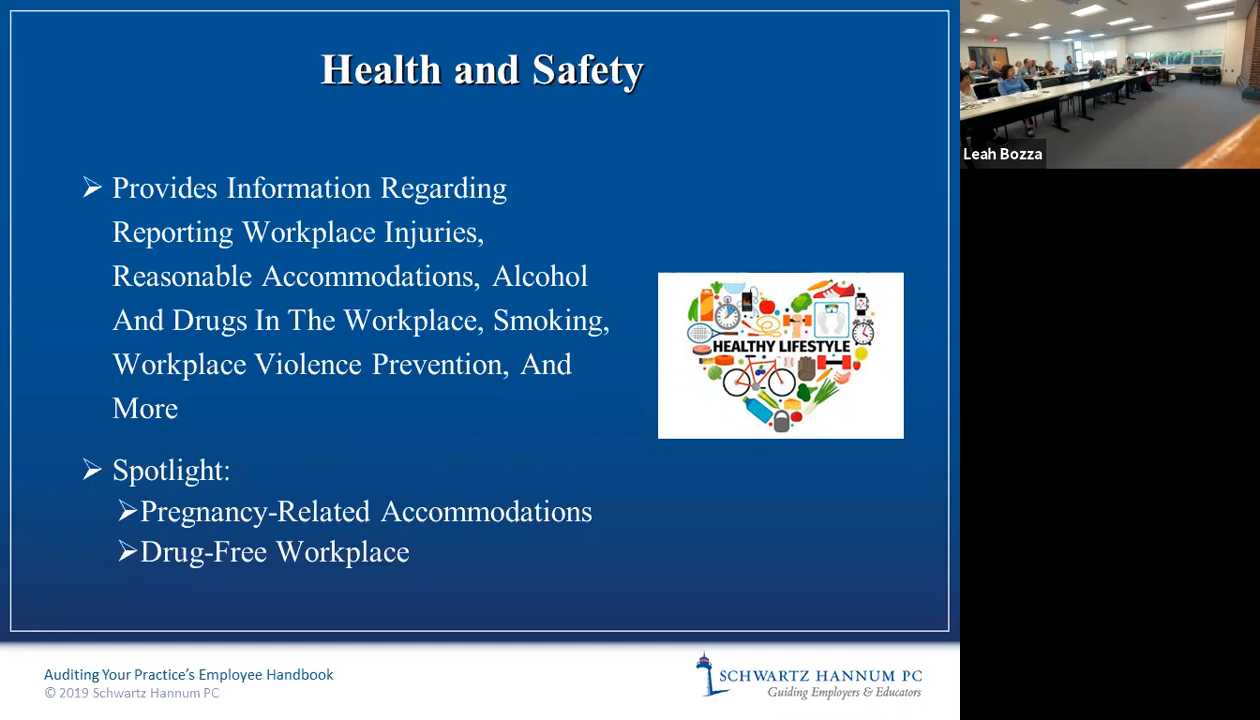 Health and Safety
Leah Bozza
➢ Provides Information Regarding
Reporting Workplace Injuries,
Reasonable Accommodations, Alcohol
And Drugs In The Workplace, Smoking,
Workplace Violence Prevention, And
More
HEALTHY LIFESTYLE
➢ Spotlight:
➢Pregnancy-Related Accommodations
➢Drug-Free Workplace
Auditing Your Practice's Employee Handbook
© 2019 Schwartz Hannum PC
SCHWARTZ HANNUM PC
Guiding Employers & Educators